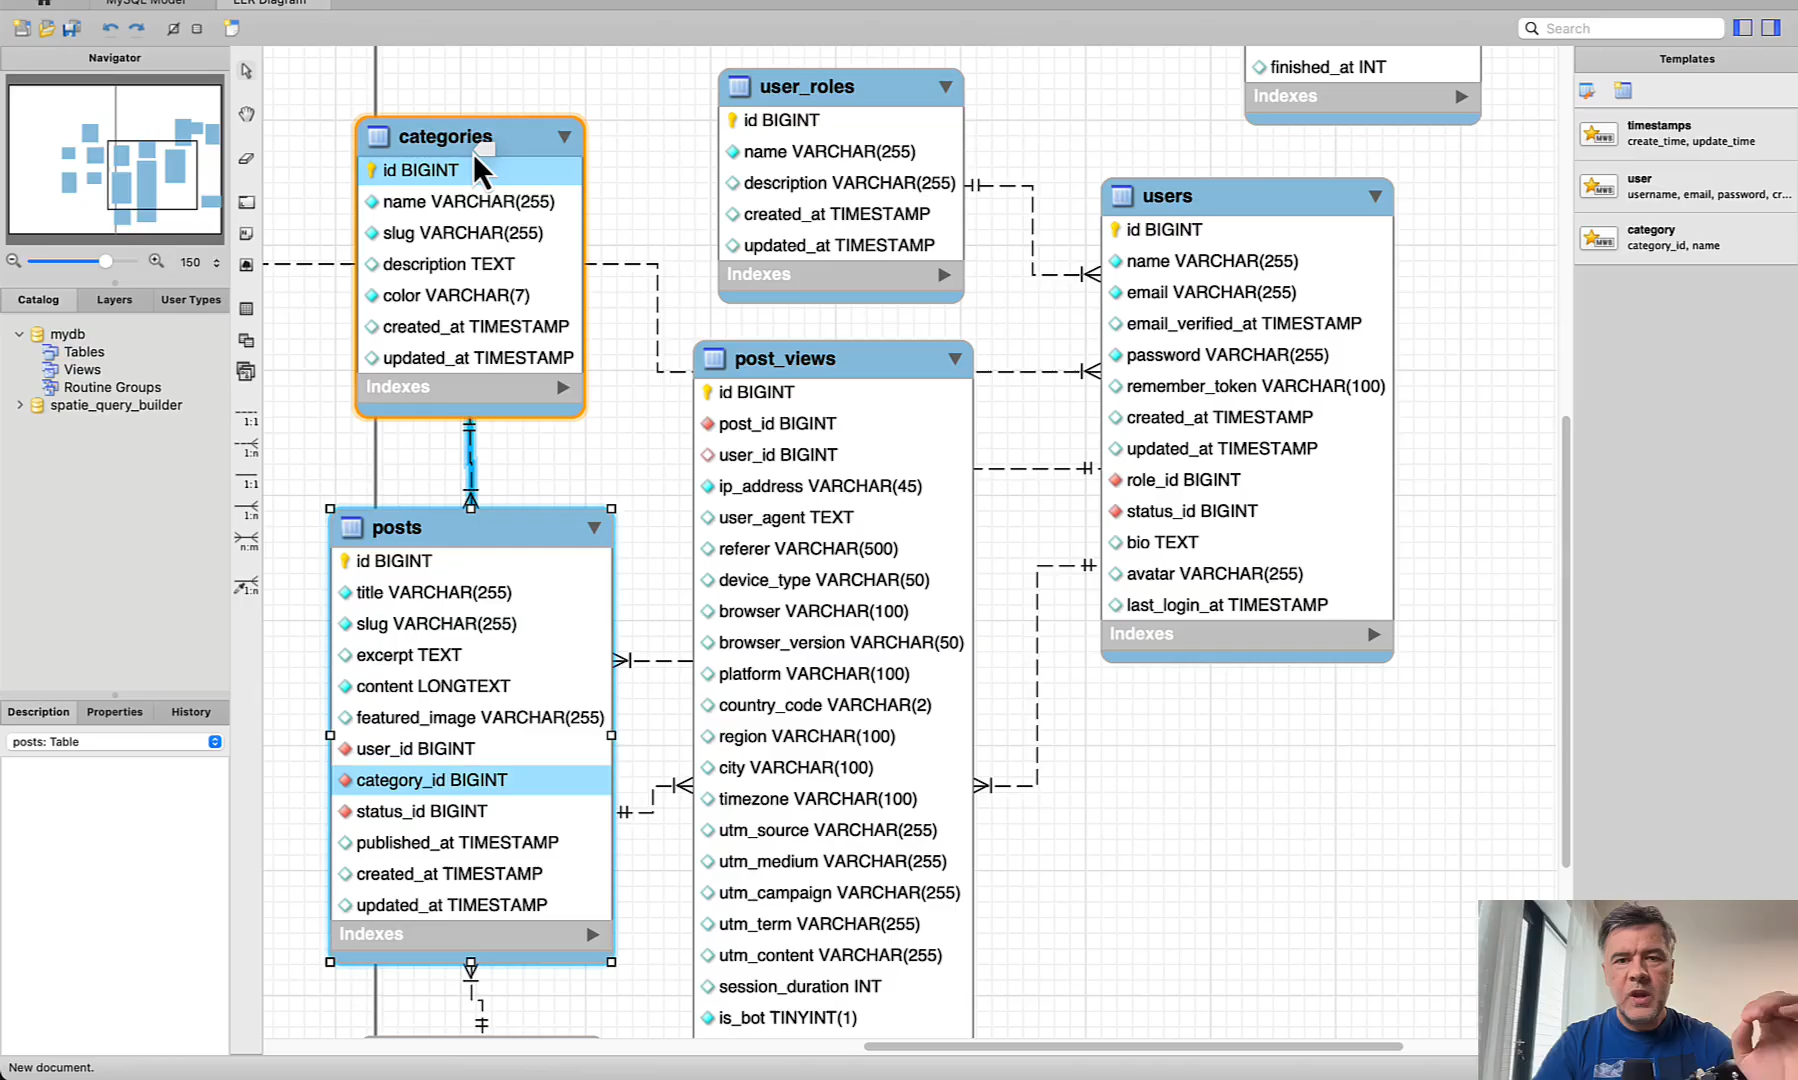 MySQL Model
EER Diagram
Search
Navigator
150
Catalog
Layers
User Types
mydb
Tables
Views
Routine Groups
spatie_query_builder
Description
Properties
History
posts: Table
New document.
1:1
1:n
1:1
1:n
n:m
1:n
categories
id BIGINT
name VARCHAR(255)
slug VARCHAR(255)
description TEXT
color VARCHAR(7)
created_at TIMESTAMP
updated_at TIMESTAMP
Indexes
posts
id BIGINT
title VARCHAR(255)
slug VARCHAR(255)
excerpt TEXT
content LONGTEXT
featured_image VARCHAR(255)
user_id BIGINT
category_id BIGINT
status_id BIGINT
published_at TIMESTAMP
created_at TIMESTAMP
updated_at TIMESTAMP
Indexes
user_roles
id BIGINT
name VARCHAR(255)
description VARCHAR(255)
created_at TIMESTAMP
updated_at TIMESTAMP
Indexes
post_views
id BIGINT
post_id BIGINT
user_id BIGINT
ip_address VARCHAR(45)
user_agent TEXT
referer VARCHAR(500)
device_type VARCHAR(50)
browser VARCHAR(100)
browser_version VARCHAR(50)
platform VARCHAR(100)
country_code VARCHAR(2)
region VARCHAR(100)
city VARCHAR(100)
timezone VARCHAR(100)
utm_source VARCHAR(255)
utm_medium VARCHAR(255)
utm_campaign VARCHAR(255)
utm_term VARCHAR(255)
utm_content VARCHAR(255)
session_duration INT
is_bot TINYINT(1)
finished_at INT
Indexes
users
id BIGINT
name VARCHAR(255)
email VARCHAR(255)
email_verified_at TIMESTAMP
password VARCHAR(255)
remember_token VARCHAR(100)
created_at TIMESTAMP
updated_at TIMESTAMP
role_id BIGINT
status_id BIGINT
bio TEXT
avatar VARCHAR(255)
last_login_at TIMESTAMP
Indexes
Templates
MWB
timestamps
create_time, update_time
MWB
user
username, email, password, cr...
MWB
category
category_id, name